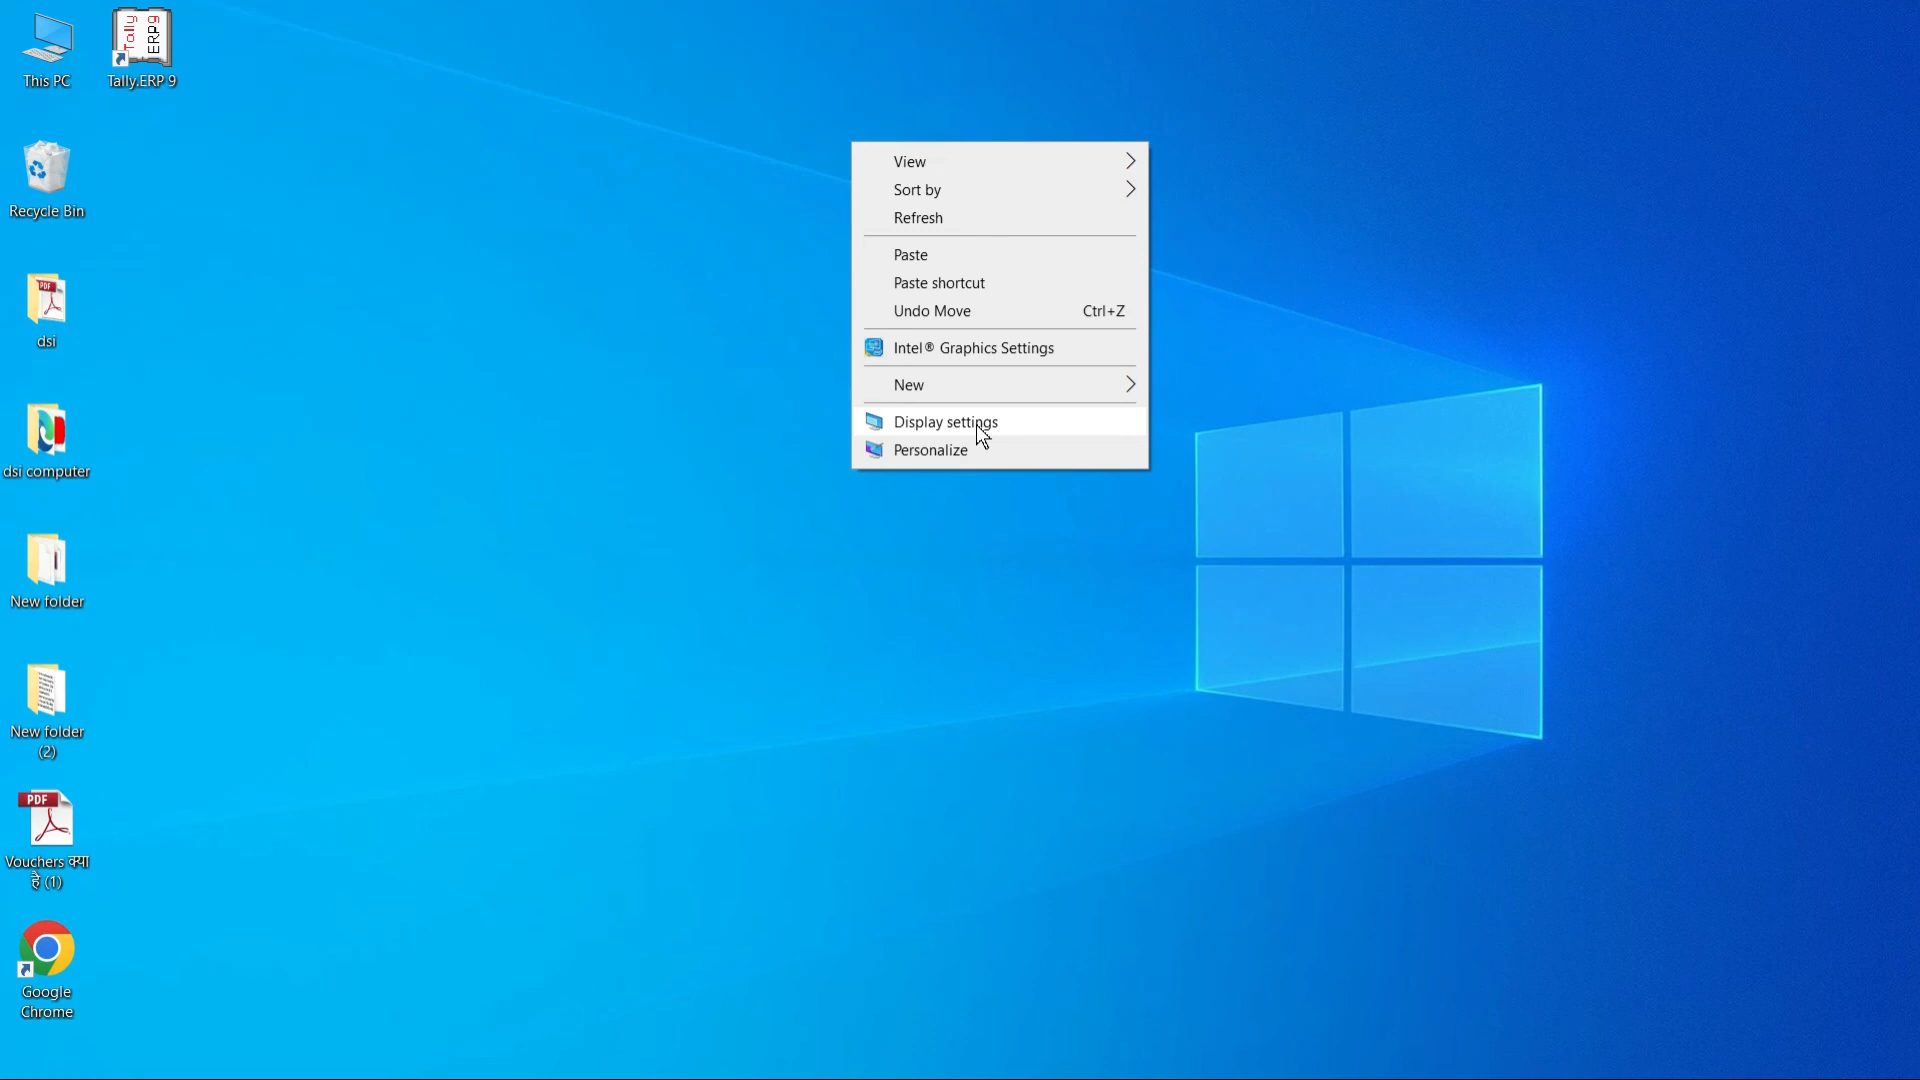 This PC
Tally
ERP9
Tally.ERP 9
Recycle Bin
PDF
dsi
dsi computer
New folder
New folder
(2)
PDF
Vouchers क्या
है (1)
Google
Chrome
View
Sort by
Refresh
Paste
Paste shortcut
Undo Move Ctrl+Z
Intel® Graphics Settings
New
Display settings
Personalize